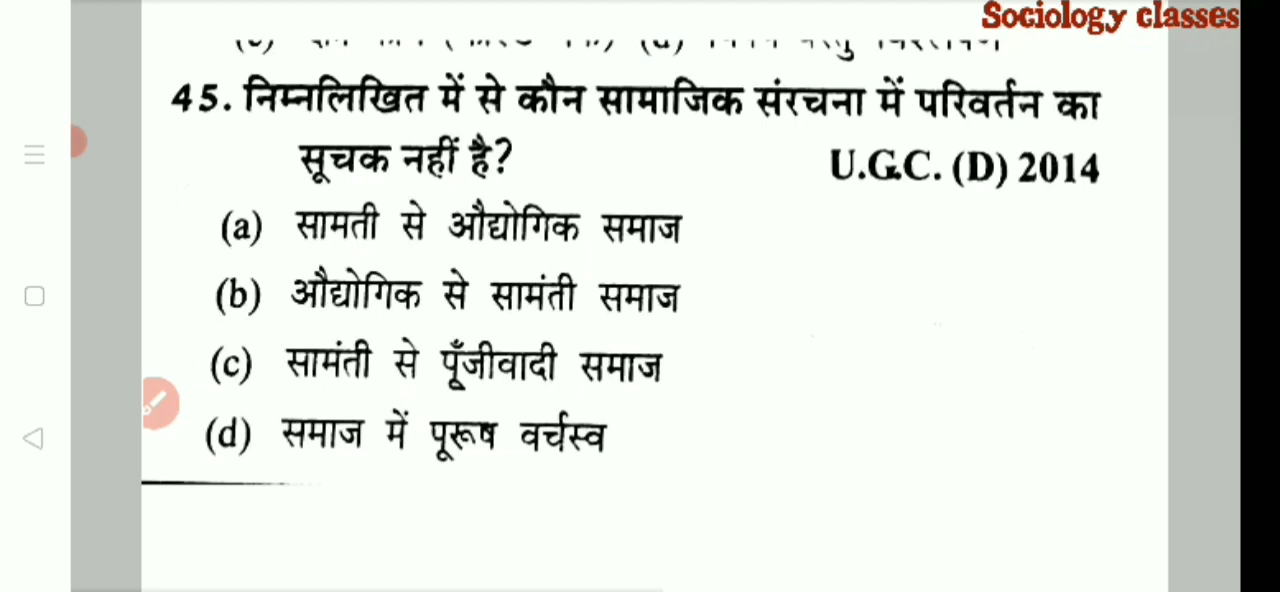 Sociology classes
45. निम्नलिखित में से कौन सामाजिक संरचना में परिवर्तन का
सूचक नहीं है? U.G.C. (D) 2014
(a) सामती से औद्योगिक समाज
(b) औद्योगिक से सामंती समाज
(c) सामंती से पूँजीवादी समाज
(d) समाज में पूरूष वर्चस्व